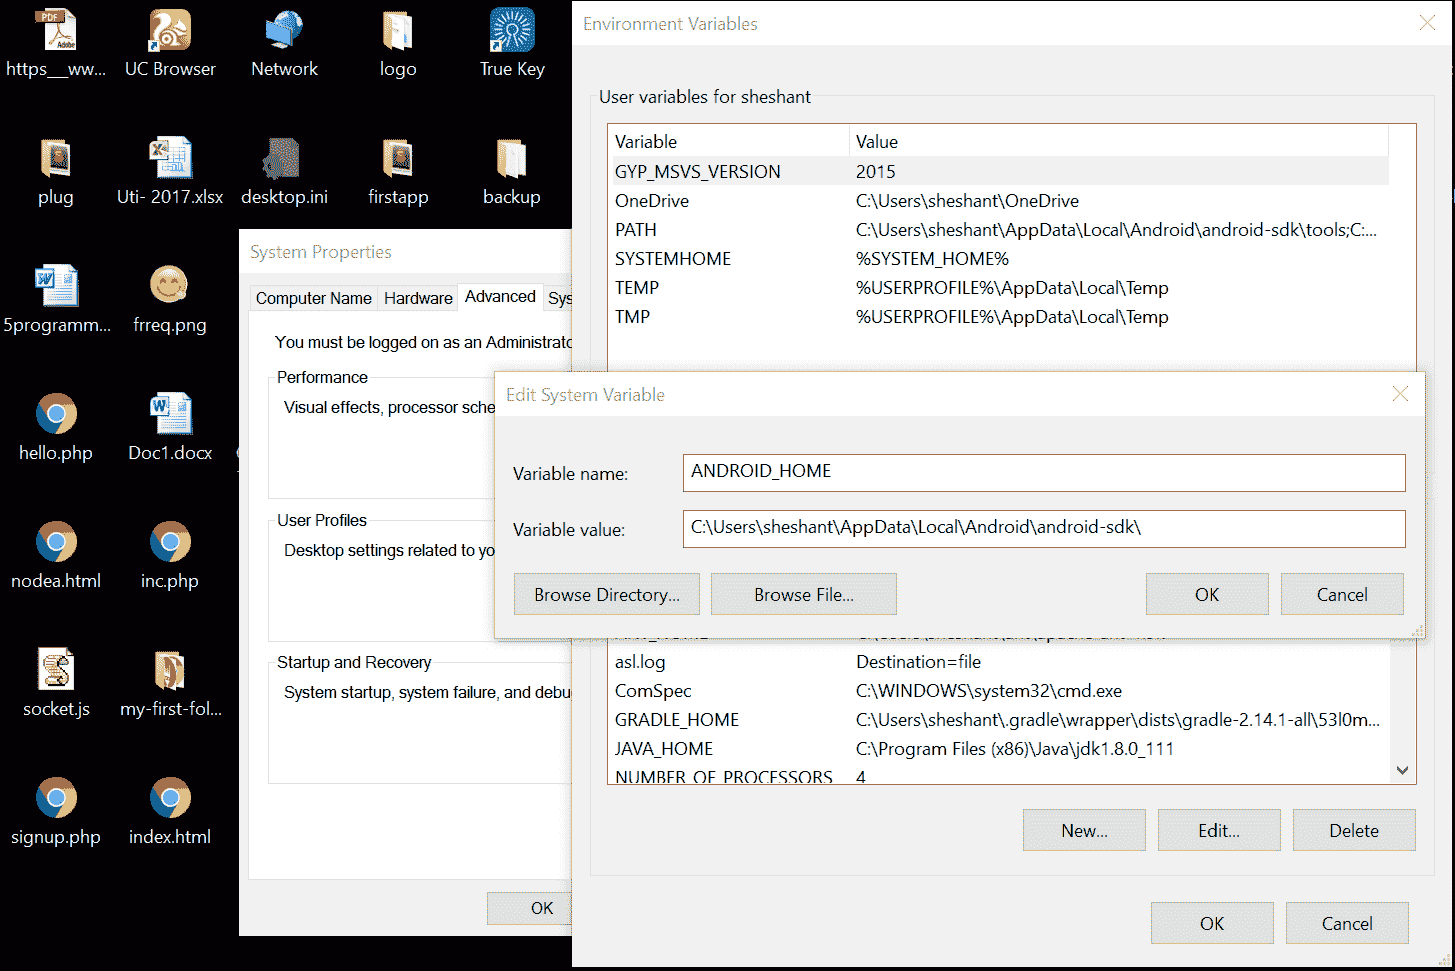 https___ww...
UC Browser
Network
logo
True Key
plug
Uti- 2017.xlsx
desktop.ini
firstapp
backup
5programm...
frreq.png
hello.php
Doc1.docx
nodea.html
inc.php
socket.js
my-first-fol...
signup.php
index.html
System Properties
Computer Name
Hardware
Advanced
Sys
You must be logged on as an Administrato
Performance
Visual effects, processor sche
User Profiles
Desktop settings related to yo
Startup and Recovery
System startup, system failure, and debu
OK
Environment Variables
User variables for sheshant
Variable Value
GYP_MSVS_VERSION 2015
OneDrive C:\Users\sheshant\OneDrive
PATH C:\Users\sheshant\AppData\Local\Android\android-sdk\tools;C:...
SYSTEMHOME %SYSTEM_HOME%
TEMP %USERPROFILE%\AppData\Local\Temp
TMP %USERPROFILE%\AppData\Local\Temp
Edit System Variable
Variable name: ANDROID_HOME
Variable value: C:\Users\sheshant\AppData\Local\Android\android-sdk\
Browse Directory...
Browse File...
OK
Cancel
asl.log Destination=file
ComSpec C:\WINDOWS\system32\cmd.exe
GRADLE_HOME C:\Users\sheshant\.gradle\wrapper\dists\gradle-2.14.1-all\53l0m...
JAVA_HOME C:\Program Files (x86)\Java\jdk1.8.0_111
NUMBER_OF_PROCESSORS 4
New...
Edit...
Delete
OK
Cancel